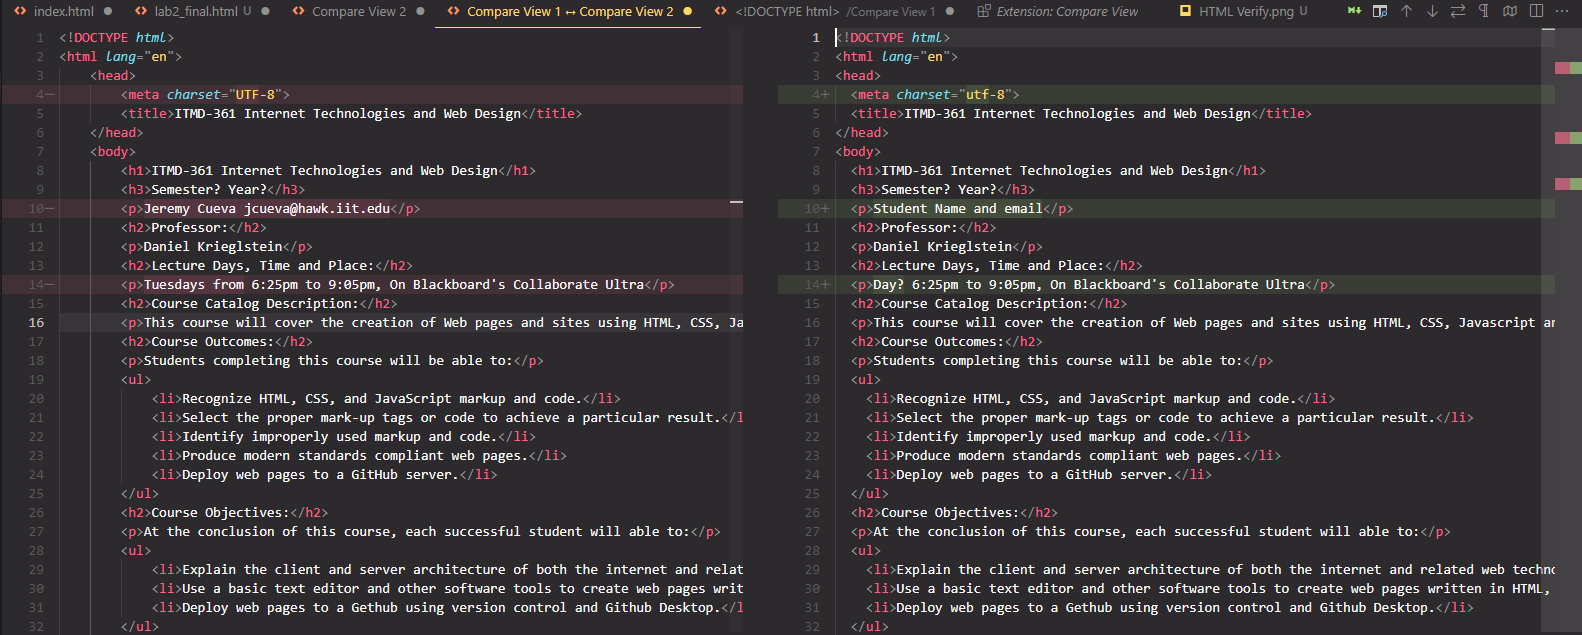 index.html lab2_final.html U Compare View 2 Compare View 1 ↔ Compare View 2 <!DOCTYPE html> /Compare View 1 Extension: Compare View HTML Verify.png U
1 <!DOCTYPE html>
2 <html lang="en">
3 <head>
4— <meta charset="UTF-8">
5 <title>ITMD-361 Internet Technologies and Web Design</title>
6 </head>
7 <body>
8 <h1>ITMD-361 Internet Technologies and Web Design</h1>
9 <h3>Semester? Year?</h3>
10— <p>Jeremy Cueva jcueva@hawk.iit.edu</p>
11 <h2>Professor:</h2>
12 <p>Daniel Krieglstein</p>
13 <h2>Lecture Days, Time and Place:</h2>
14— <p>Tuesdays from 6:25pm to 9:05pm, On Blackboard's Collaborate Ultra</p>
15 <h2>Course Catalog Description:</h2>
16 <p>This course will cover the creation of Web pages and sites using HTML, CSS, Ja
17 <h2>Course Outcomes:</h2>
18 <p>Students completing this course will be able to:</p>
19 <ul>
20 <li>Recognize HTML, CSS, and JavaScript markup and code.</li>
21 <li>Select the proper mark-up tags or code to achieve a particular result.</l
22 <li>Identify improperly used markup and code.</li>
23 <li>Produce modern standards compliant web pages.</li>
24 <li>Deploy web pages to a GitHub server.</li>
25 </ul>
26 <h2>Course Objectives:</h2>
27 <p>At the conclusion of this course, each successful student will able to:</p>
28 <ul>
29 <li>Explain the client and server architecture of both the internet and relat
30 <li>Use a basic text editor and other software tools to create web pages writ
31 <li>Deploy web pages to a Gethub using version control and Github Desktop.</l
32 </ul>
1 <!DOCTYPE html>
2 <html lang="en">
3 <head>
4+ <meta charset="utf-8">
5 <title>ITMD-361 Internet Technologies and Web Design</title>
6 </head>
7 <body>
8 <h1>ITMD-361 Internet Technologies and Web Design</h1>
9 <h3>Semester? Year?</h3>
10+ <p>Student Name and email</p>
11 <h2>Professor:</h2>
12 <p>Daniel Krieglstein</p>
13 <h2>Lecture Days, Time and Place:</h2>
14+ <p>Day? 6:25pm to 9:05pm, On Blackboard's Collaborate Ultra</p>
15 <h2>Course Catalog Description:</h2>
16 <p>This course will cover the creation of Web pages and sites using HTML, CSS, Javascript ar
17 <h2>Course Outcomes:</h2>
18 <p>Students completing this course will be able to:</p>
19 <ul>
20 <li>Recognize HTML, CSS, and JavaScript markup and code.</li>
21 <li>Select the proper mark-up tags or code to achieve a particular result.</li>
22 <li>Identify improperly used markup and code.</li>
23 <li>Produce modern standards compliant web pages.</li>
24 <li>Deploy web pages to a GitHub server.</li>
25 </ul>
26 <h2>Course Objectives:</h2>
27 <p>At the conclusion of this course, each successful student will able to:</p>
28 <ul>
29 <li>Explain the client and server architecture of both the internet and related web techno
30 <li>Use a basic text editor and other software tools to create web pages written in HTML,
31 <li>Deploy web pages to a Gethub using version control and Github Desktop.</li>
32 </ul>